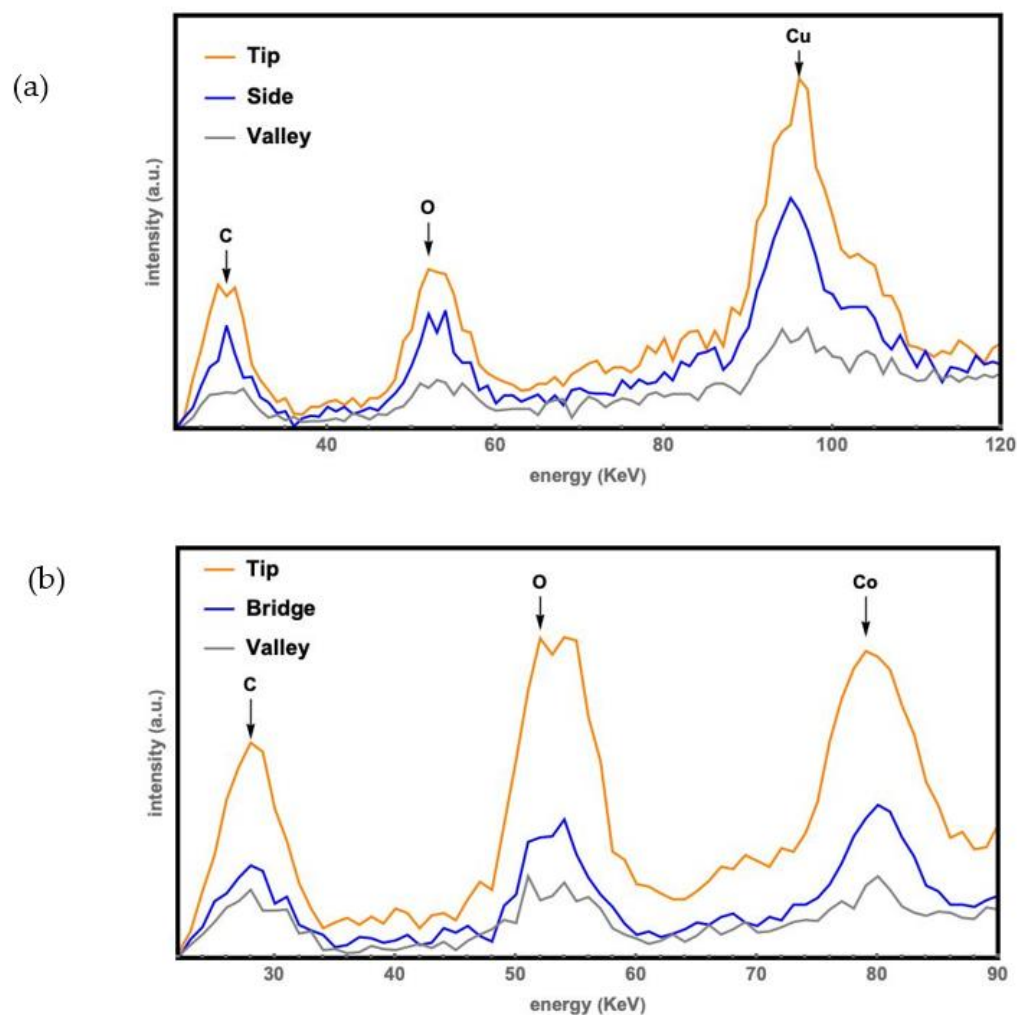 (a)
Tip
Side
Valley
C
O
Cu
intensity (a.u.)
40 60 80 100 120
energy (KeV)
(b)
Tip
Bridge
Valley
C
O
Co
intensity (a.u.)
30 40 50 60 70 80 90
energy (KeV)